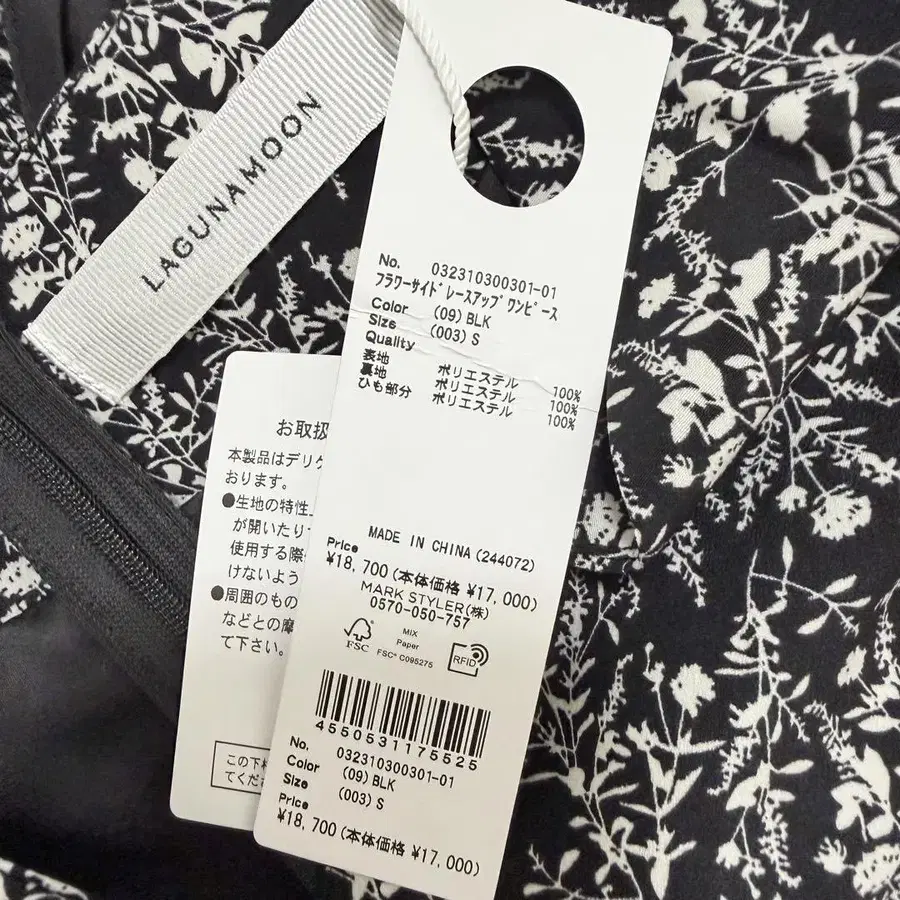 LAGUNAMOON
No. 032310300301-01
フラワーサイドレースアップワンピース
Color (09) BLK
Size (003) S
Quality
表地 ポリエステル 100%
裏地 ポリエステル 100%
ひも部分 ポリエステル 100%
MADE IN CHINA (244072)
Price
¥18,700 (本体価格 ¥17,000)
MARK STYLER(株)
0570-050-757
FSC
MIX
Paper
FSC® C095275
RFID
4550531175525
No. 032310300301-01
Color (09) BLK
Size (003) S
Price
¥18,700 (本体価格 ¥17,000)
お取扱
本製品はデリケ
おります。
●生地の特性
が開いたり
使用する際
けないよう
●周囲のもの
などとの摩
て下さい。
この下
てくだ